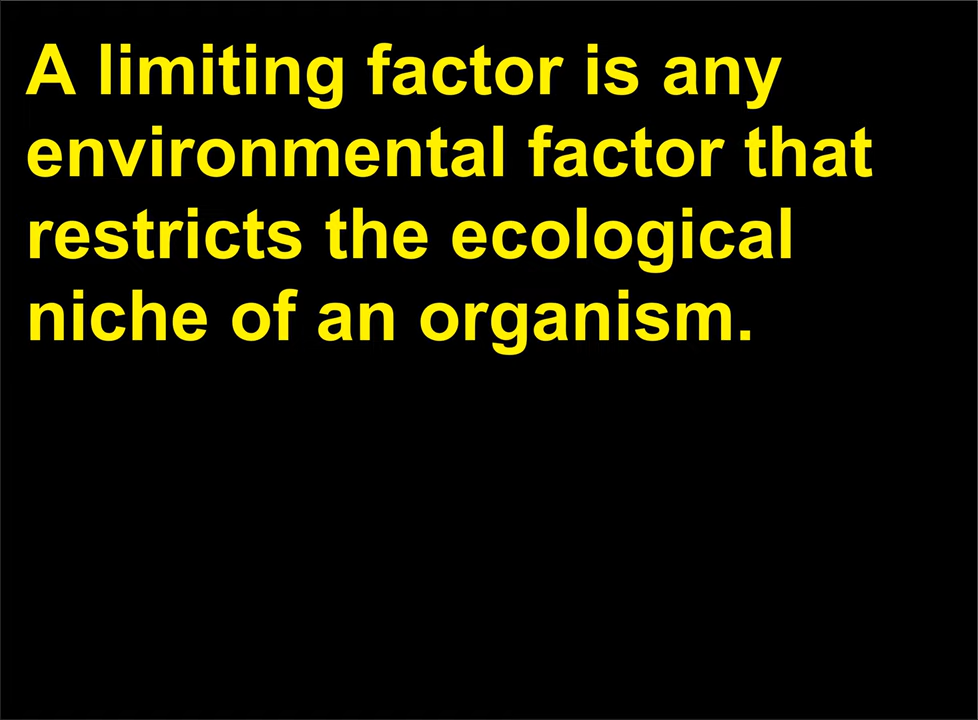 A limiting factor is any
environmental factor that
restricts the ecological
niche of an organism.